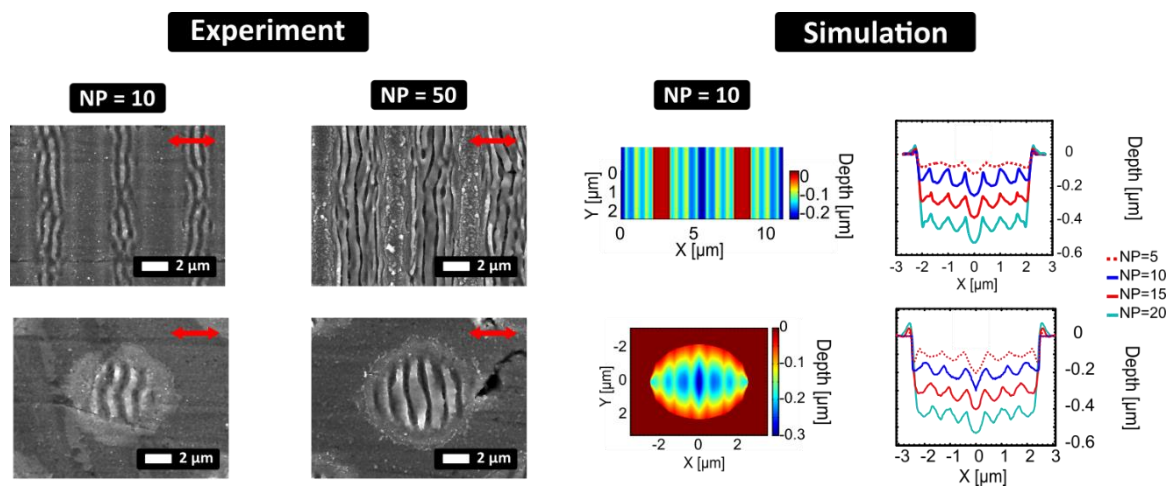 Experiment
Simulation
NP = 10
NP = 50
NP = 10
2 μm
2 μm
Y [μm]
0
1
2
0
5
10
X [μm]
0
-0.1
-0.2
Depth [μm]
0
-0.2
-0.4
-0.6
Depth [μm]
-3
-2
-1
0
1
2
3
X [μm]
NP=5
NP=10
NP=15
NP=20
2 μm
2 μm
Y [μm]
-2
0
2
-2
0
2
X [μm]
0
-0.1
-0.2
-0.3
Depth [μm]
0
-0.2
-0.4
-0.6
Depth [μm]
-3
-2
-1
0
1
2
3
X [μm]